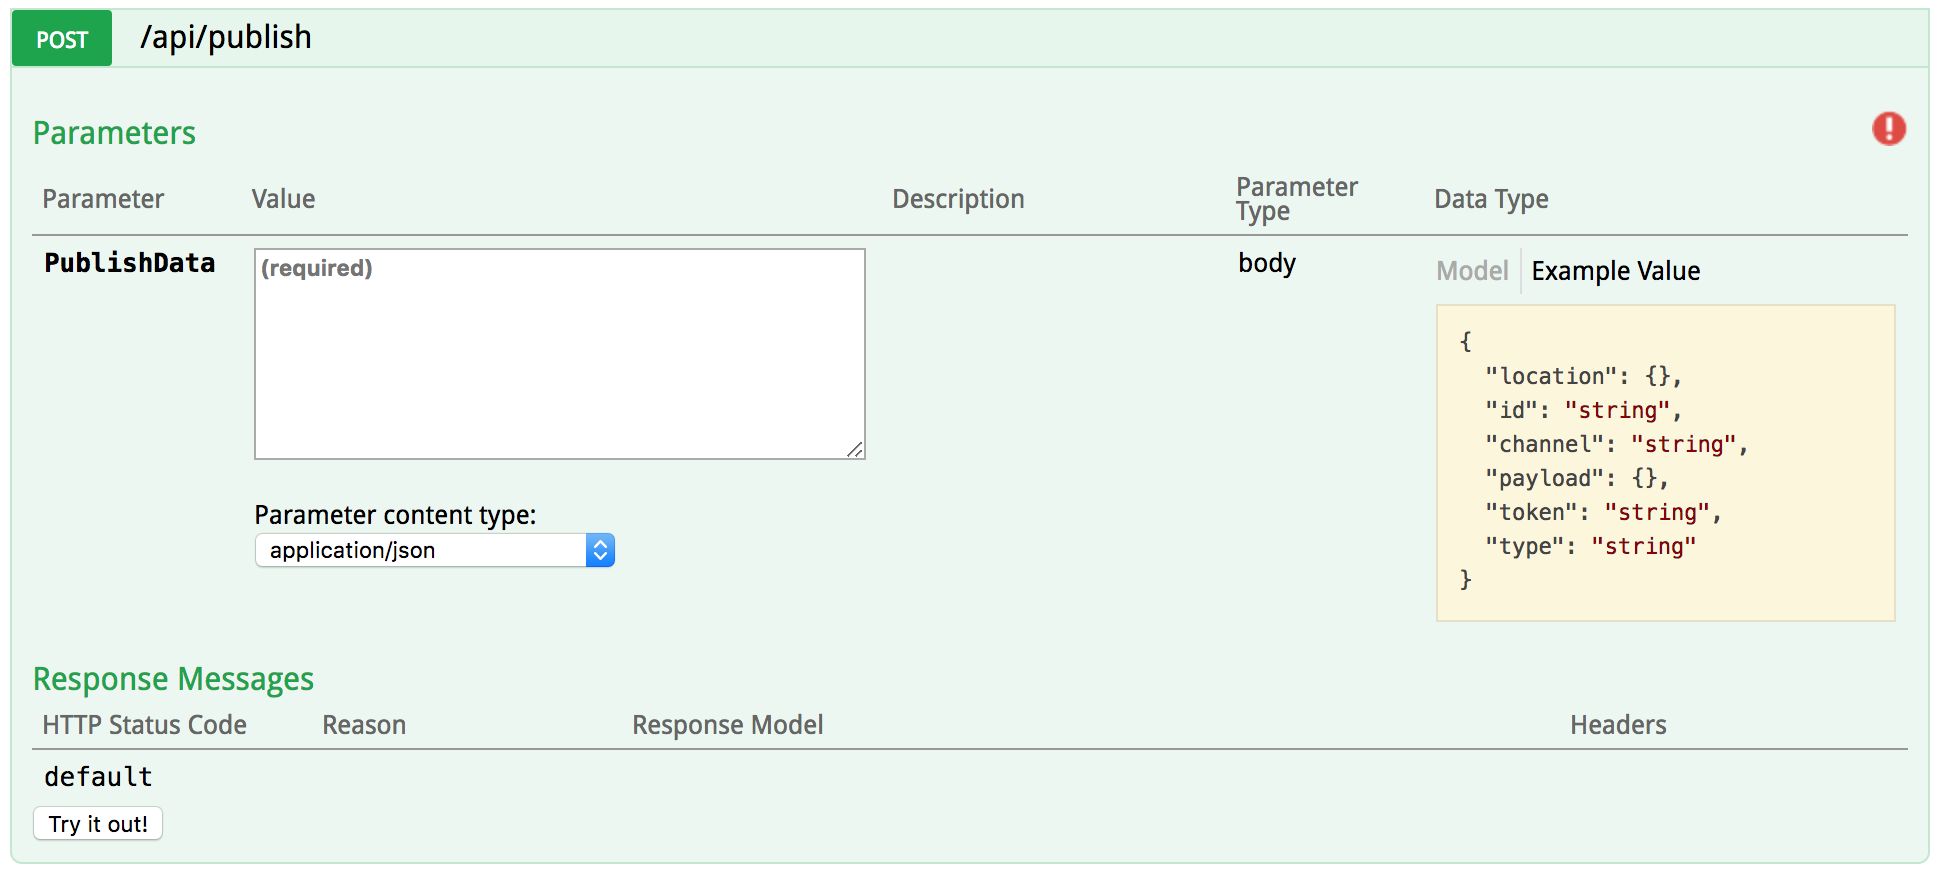 POST /api/publish
Parameters
Parameter Value Description Parameter Type Data Type
PublishData (required) body Model Example Value
{
"location": {},
"id": "string",
"channel": "string",
"payload": {},
"token": "string",
"type": "string"
}
Parameter content type:
application/json
Response Messages
HTTP Status Code Reason Response Model Headers
default
Try it out!